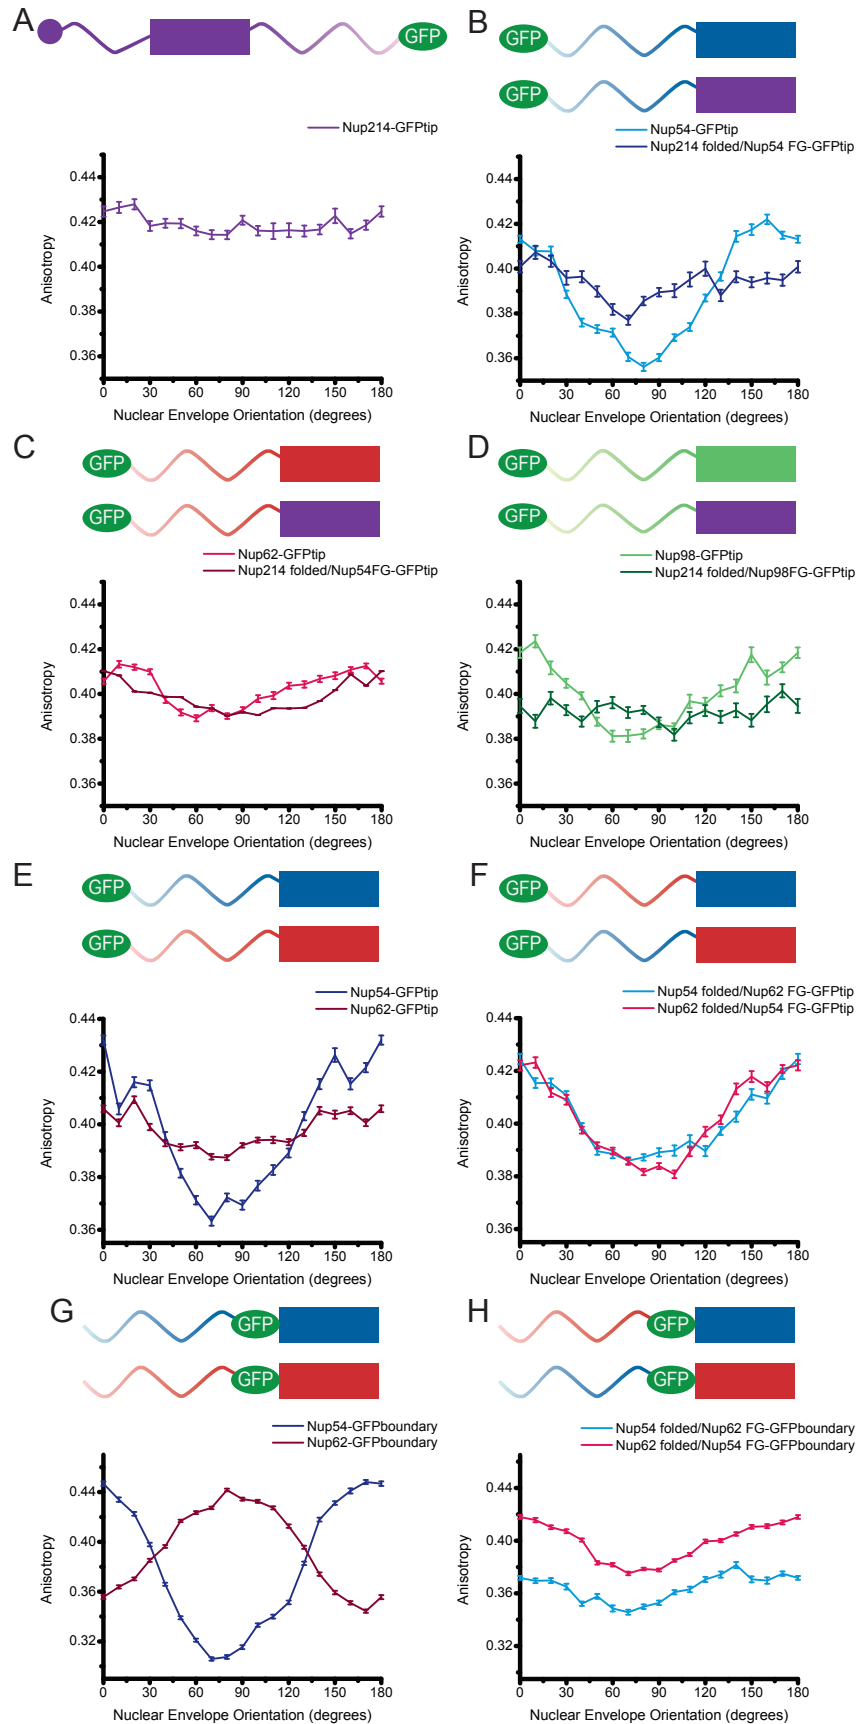 A
GFP
Nup214-GFPtip
0.44
0.42
0.40
0.38
0.36
Anisotropy
0 30 60 90 120 150 180
Nuclear Envelope Orientation (degrees)
B
GFP
GFP
Nup54-GFPtip
Nup214 folded/Nup54 FG-GFPtip
0.44
0.42
0.40
0.38
0.36
Anisotropy
0 30 60 90 120 150 180
Nuclear Envelope Orientation (degrees)
C
GFP
GFP
Nup62-GFPtip
Nup214 folded/Nup54FG-GFPtip
0.44
0.42
0.40
0.38
0.36
Anisotropy
0 30 60 90 120 150 180
Nuclear Envelope Orientation (degrees)
D
GFP
GFP
Nup98-GFPtip
Nup214 folded/Nup98FG-GFPtip
0.44
0.42
0.40
0.38
0.36
Anisotropy
0 30 60 90 120 150 180
Nuclear Envelope Orientation (degrees)
E
GFP
GFP
Nup54-GFPtip
Nup62-GFPtip
0.44
0.42
0.40
0.38
0.36
Anisotropy
0 30 60 90 120 150 180
Nuclear Envelope Orientation (degrees)
F
GFP
GFP
Nup54 folded/Nup62 FG-GFPtip
Nup62 folded/Nup54 FG-GFPtip
0.44
0.42
0.40
0.38
0.36
Anisotropy
0 30 60 90 120 150 180
Nuclear Envelope Orientation (degrees)
G
GFP
GFP
Nup54-GFPboundary
Nup62-GFPboundary
0.44
0.40
0.36
0.32
Anisotropy
0 30 60 90 120 150 180
Nuclear Envelope Orientation (degrees)
H
GFP
GFP
Nup54 folded/Nup62 FG-GFPboundary
Nup62 folded/Nup54 FG-GFPboundary
0.44
0.40
0.36
0.32
Anisotropy
0 30 60 90 120 150 180
Nuclear Envelope Orientation (degrees)